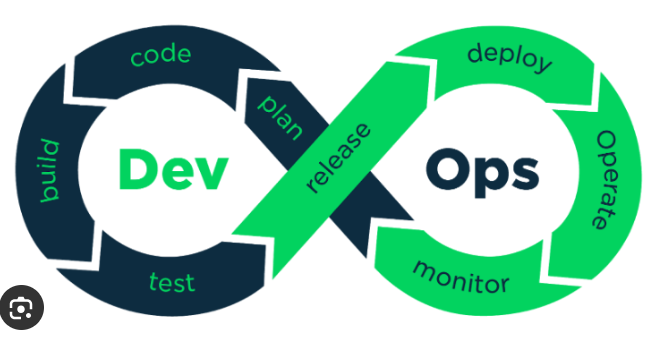 code
deploy
plan
release
build
Dev
Ops
Operate
test
monitor